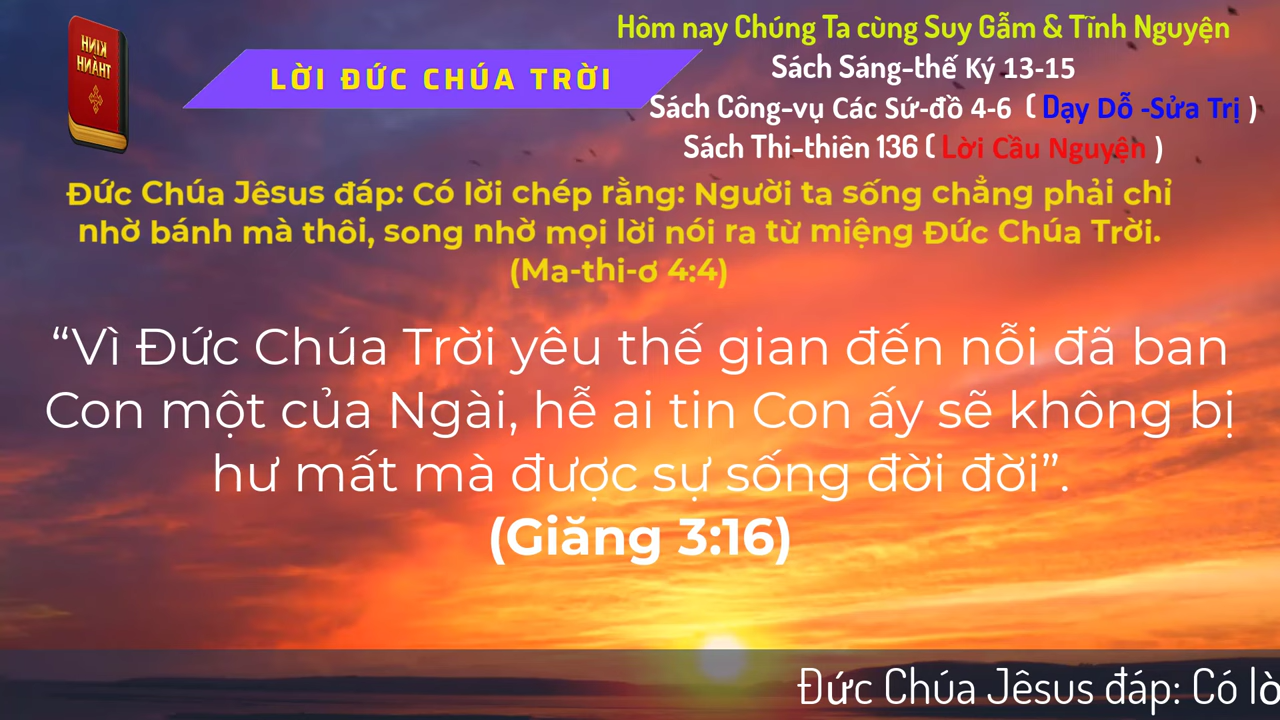 KINH
THÁNH
LỜI ĐỨC CHÚA TRỜI
Hôm nay Chúng Ta cùng Suy Gẫm & Tĩnh Nguyện
Sách Sáng-thế Ký 13-15
Sách Công-vụ Các Sứ-đồ 4-6 ( Dạy Dỗ -Sửa Trị )
Sách Thi-thiên 136 ( Lời Cầu Nguyện )
Đức Chúa Jêsus đáp: Có lời chép rằng: Người ta sống chẳng phải chỉ
nhờ bánh mà thôi, song nhờ mọi lời nói ra từ miệng Đức Chúa Trời.
(Ma-thi-ơ 4:4)
“Vì Đức Chúa Trời yêu thế gian đến nỗi đã ban
Con một của Ngài, hễ ai tin Con ấy sẽ không bị
hư mất mà được sự sống đời đời”.
(Giăng 3:16)
Đức Chúa Jêsus đáp: Có lờ